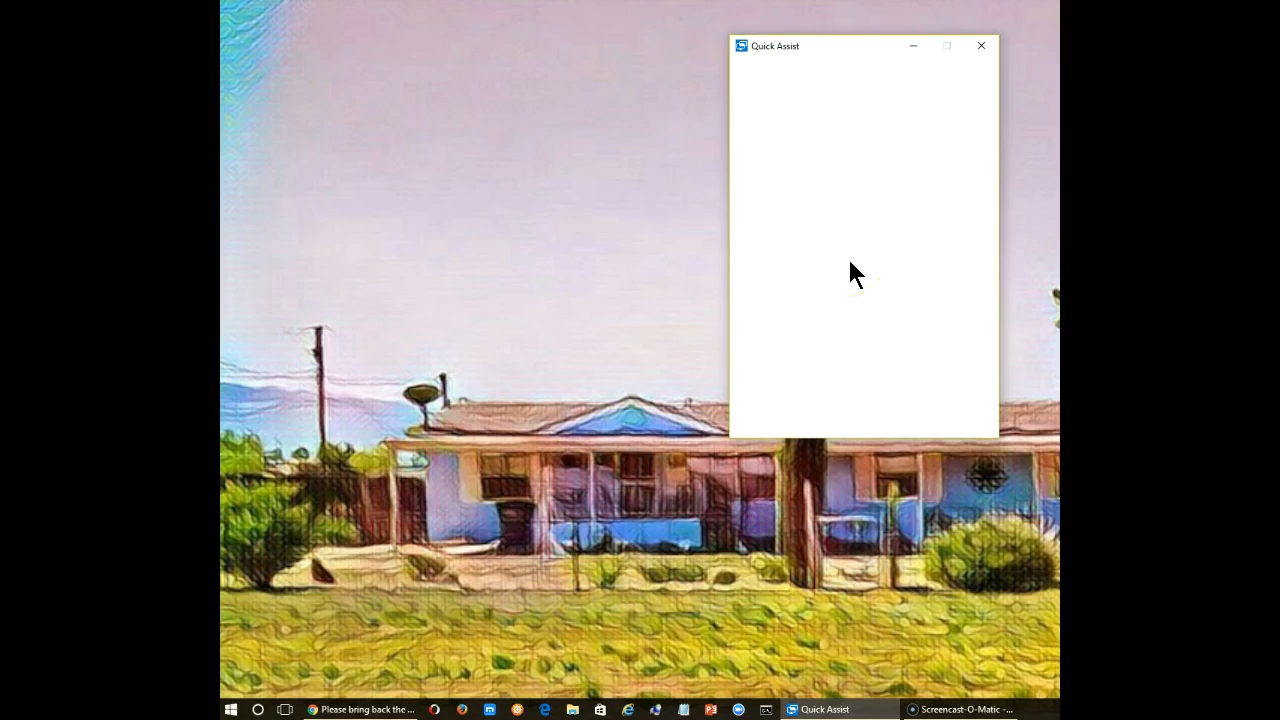 Quick Assist
Please bring back the ...
Quick Assist
Screencast-O-Matic -...